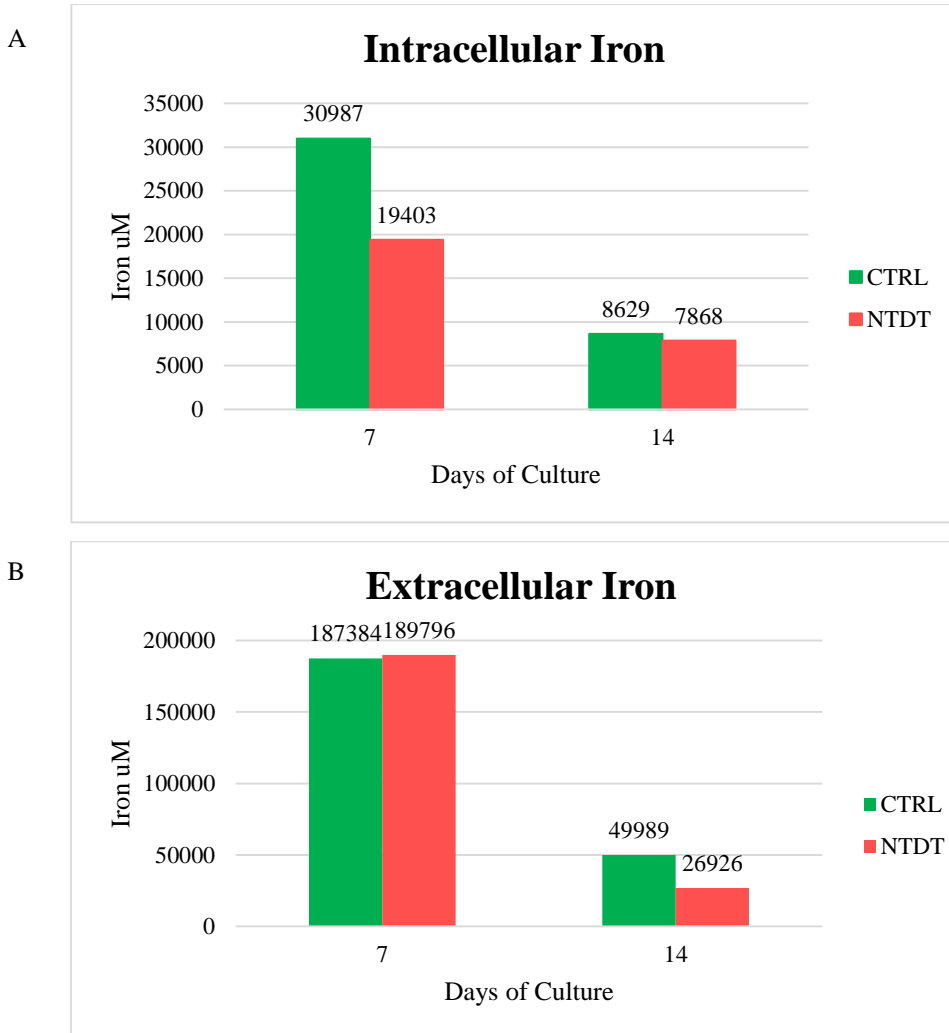 A
Intracellular Iron
35000
30987
30000
25000
19403
20000
Iron uM
15000
CTRL
8629
7868
10000
NTDT
5000
0
7
14
Days of Culture
B
Extracellular Iron
187384
189796
200000
150000
Iron uM
100000
CTRL
49989
50000
26926
NTDT
0
7
14
Days of Culture